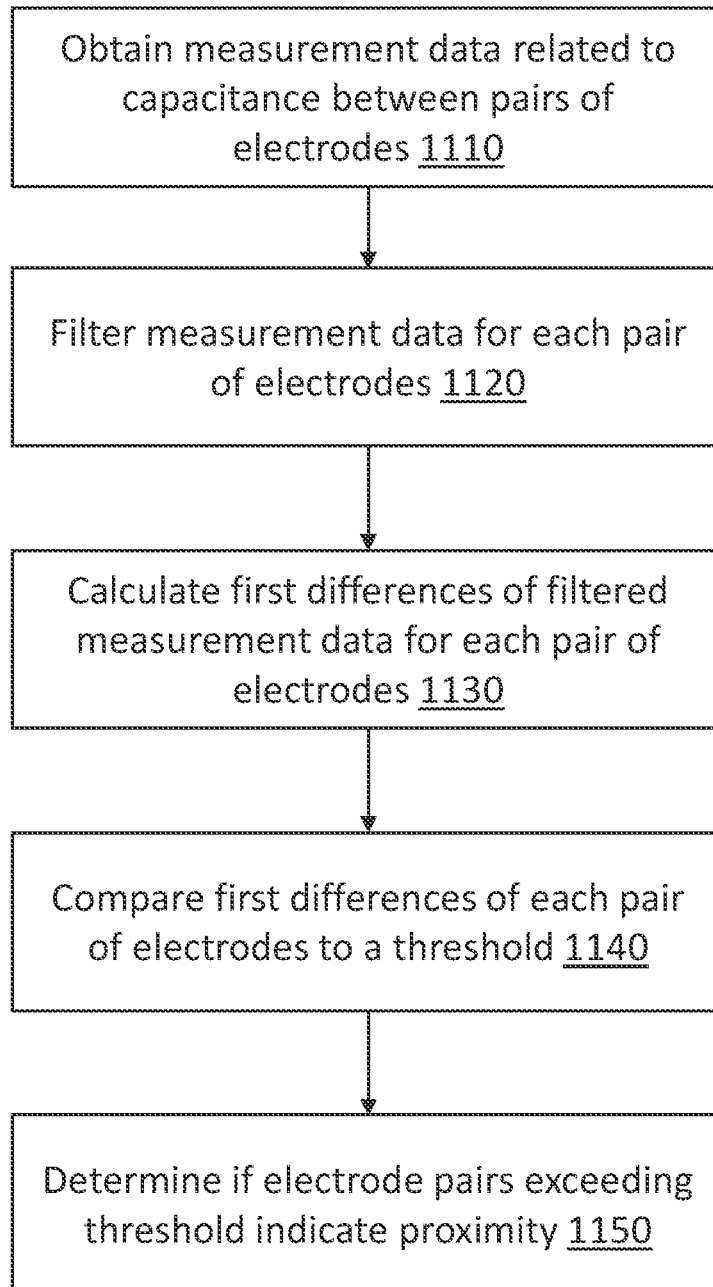 Obtain measurement data related to
capacitance between pairs of
electrodes 1110
Filter measurement data for each pair
of electrodes 1120
Calculate first differences of filtered
measurement data for each pair of
electrodes 1130
Compare first differences of each pair
of electrodes to a threshold 1140
Determine if electrode pairs exceeding
threshold indicate proximity 1150